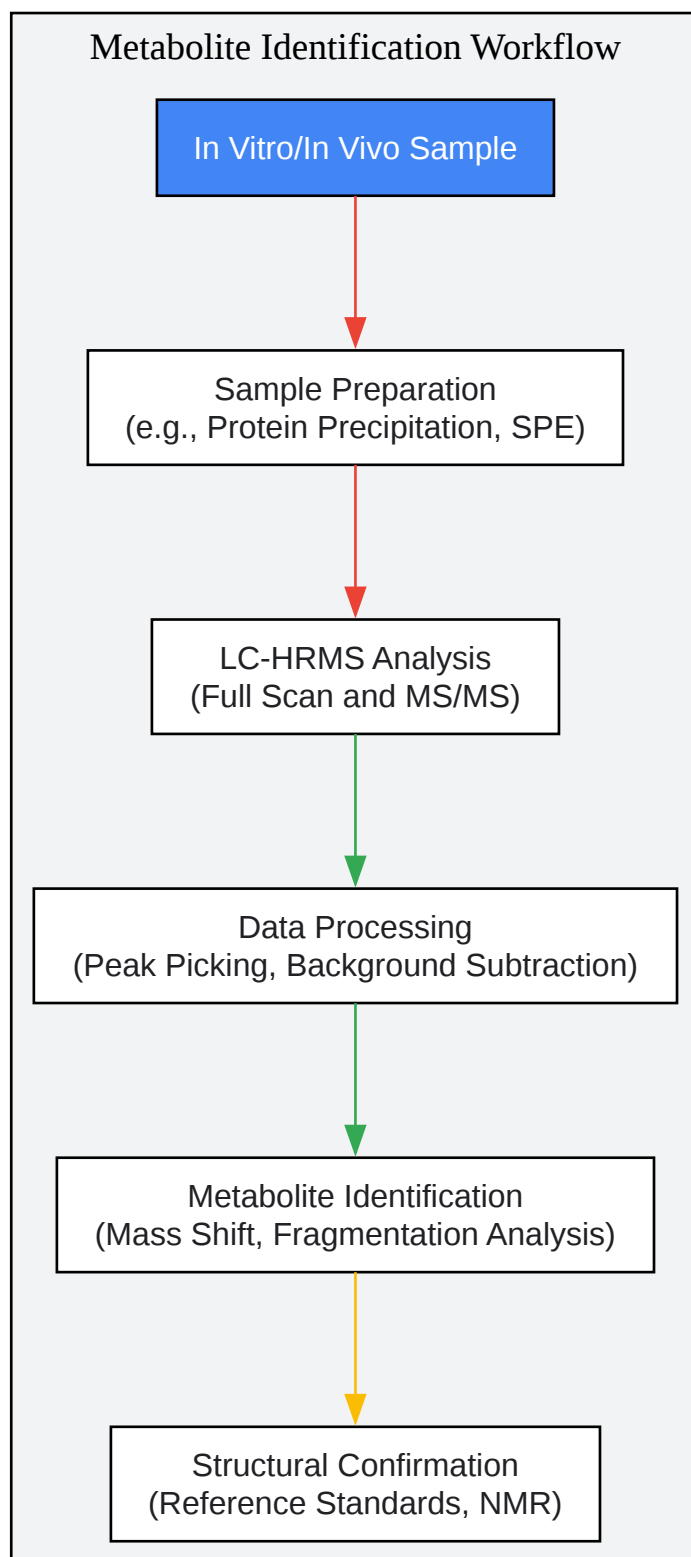 Metabolite Identification Workflow
In Vitro/In Vivo Sample
Sample Preparation
(e.g., Protein Precipitation, SPE)
LC-HRMS Analysis
(Full Scan and MS/MS)
Data Processing
(Peak Picking, Background Subtraction)
Metabolite Identification
(Mass Shift, Fragmentation Analysis)
Structural Confirmation
(Reference Standards, NMR)